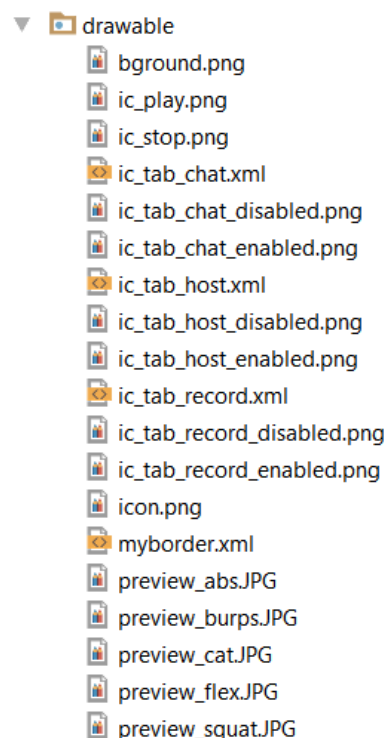 drawable
bground.png
ic_play.png
ic_stop.png
ic_tab_chat.xml
ic_tab_chat_disabled.png
ic_tab_chat_enabled.png
ic_tab_host.xml
ic_tab_host_disabled.png
ic_tab_host_enabled.png
ic_tab_record.xml
ic_tab_record_disabled.png
ic_tab_record_enabled.png
icon.png
myborder.xml
preview_abs.JPG
preview_burps.JPG
preview_cat.JPG
preview_flex.JPG
preview_squat.JPG